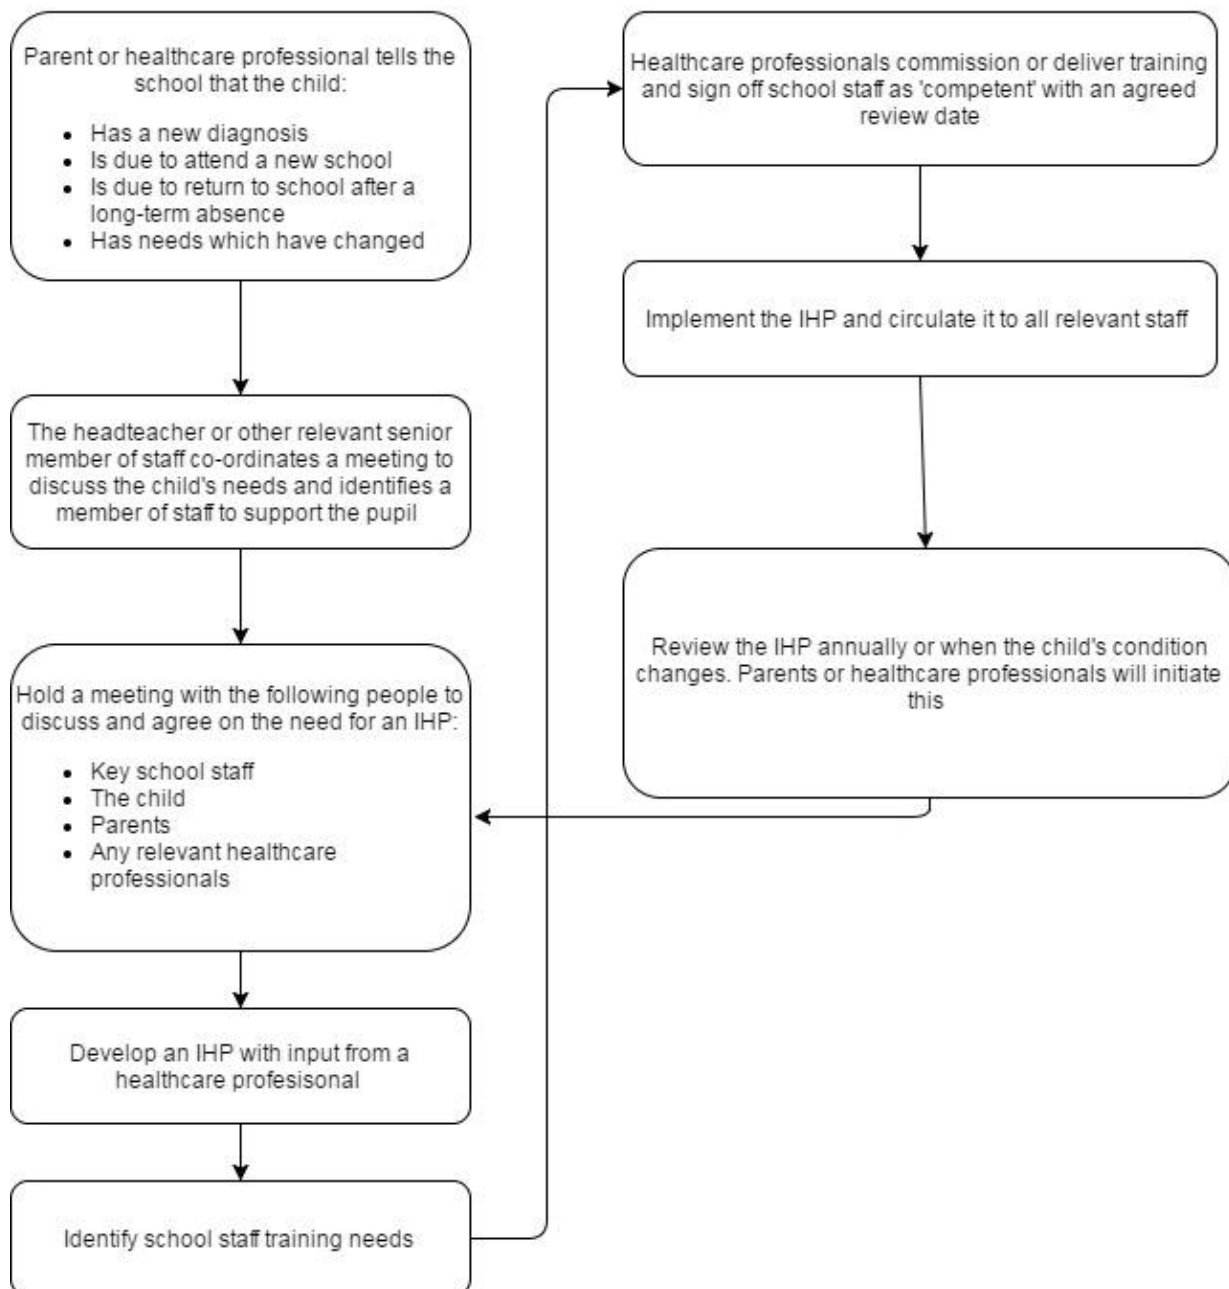 Parent or healthcare professional tells the
school that the child:
• Has a new diagnosis
• Is due to attend a new school
• Is due to return to school after a
long-term absence
• Has needs which have changed
The headteacher or other relevant senior
member of staff co-ordinates a meeting to
discuss the child's needs and identifies a
member of staff to support the pupil
Hold a meeting with the following people to
discuss and agree on the need for an IHP:
• Key school staff
• The child
• Parents
• Any relevant healthcare
professionals
Develop an IHP with input from a
healthcare profesisonal
Identify school staff training needs
Healthcare professionals commission or deliver training
and sign off school staff as 'competent' with an agreed
review date
Implement the IHP and circulate it to all relevant staff
Review the IHP annually or when the child's condition
changes. Parents or healthcare professionals will initiate
this